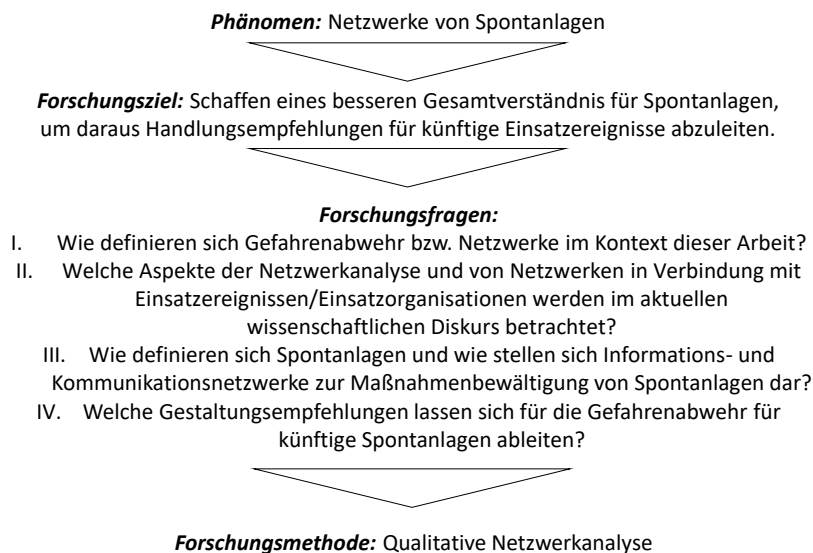 Phänomen: Netzwerke von Spontanlagen
Forschungsziel: Schaffen eines besseren Gesamtverständnis für Spontanlagen,
um daraus Handlungsempfehlungen für künftige Einsatzereignisse abzuleiten.
Forschungsfragen:
I. Wie definieren sich Gefahrenabwehr bzw. Netzwerke im Kontext dieser Arbeit?
II. Welche Aspekte der Netzwerkanalyse und von Netzwerken in Verbindung mit
Einsatzereignissen/Einsatzorganisationen werden im aktuellen
wissenschaftlichen Diskurs betrachtet?
III. Wie definieren sich Spontanlagen und wie stellen sich Informations- und
Kommunikationsnetzwerke zur Maßnahmenbewältigung von Spontanlagen dar?
IV. Welche Gestaltungsempfehlungen lassen sich für die Gefahrenabwehr für
künftige Spontanlagen ableiten?
Forschungsmethode: Qualitative Netzwerkanalyse